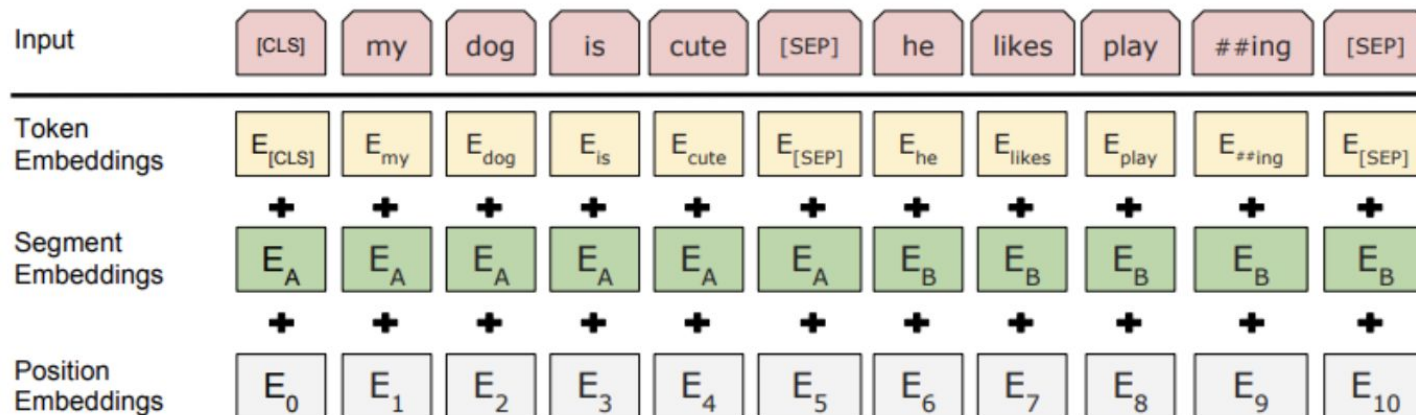 Input [CLS] my dog is cute [SEP] he likes play ##ing [SEP]
Token
Embeddings E[CLS] Emy Edog Eis Ecute E[SEP] Ehe Elikes Eplay E##ing E[SEP]
+ + + + + + + + + + +
Segment
Embeddings EA EA EA EA EA EA EB EB EB EB EB
+ + + + + + + + + + +
Position
Embeddings E0 E1 E2 E3 E4 E5 E6 E7 E8 E9 E10